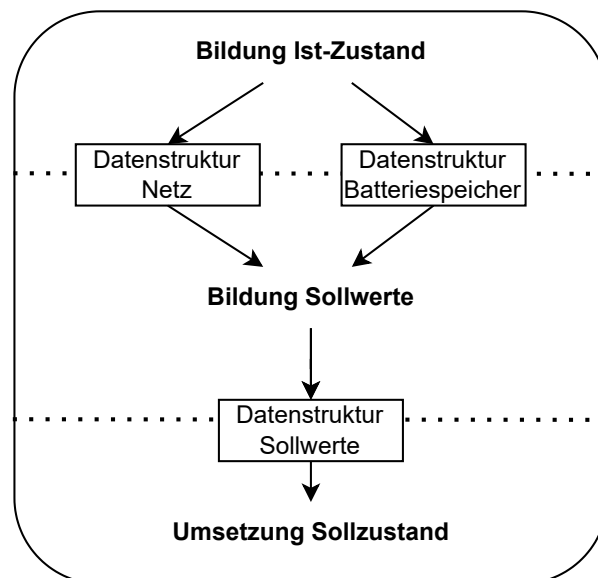 Bildung Ist-Zustand
Datenstruktur
Netz
Datenstruktur
Batteriespeicher
Bildung Sollwerte
Datenstruktur
Sollwerte
Umsetzung Sollzustand